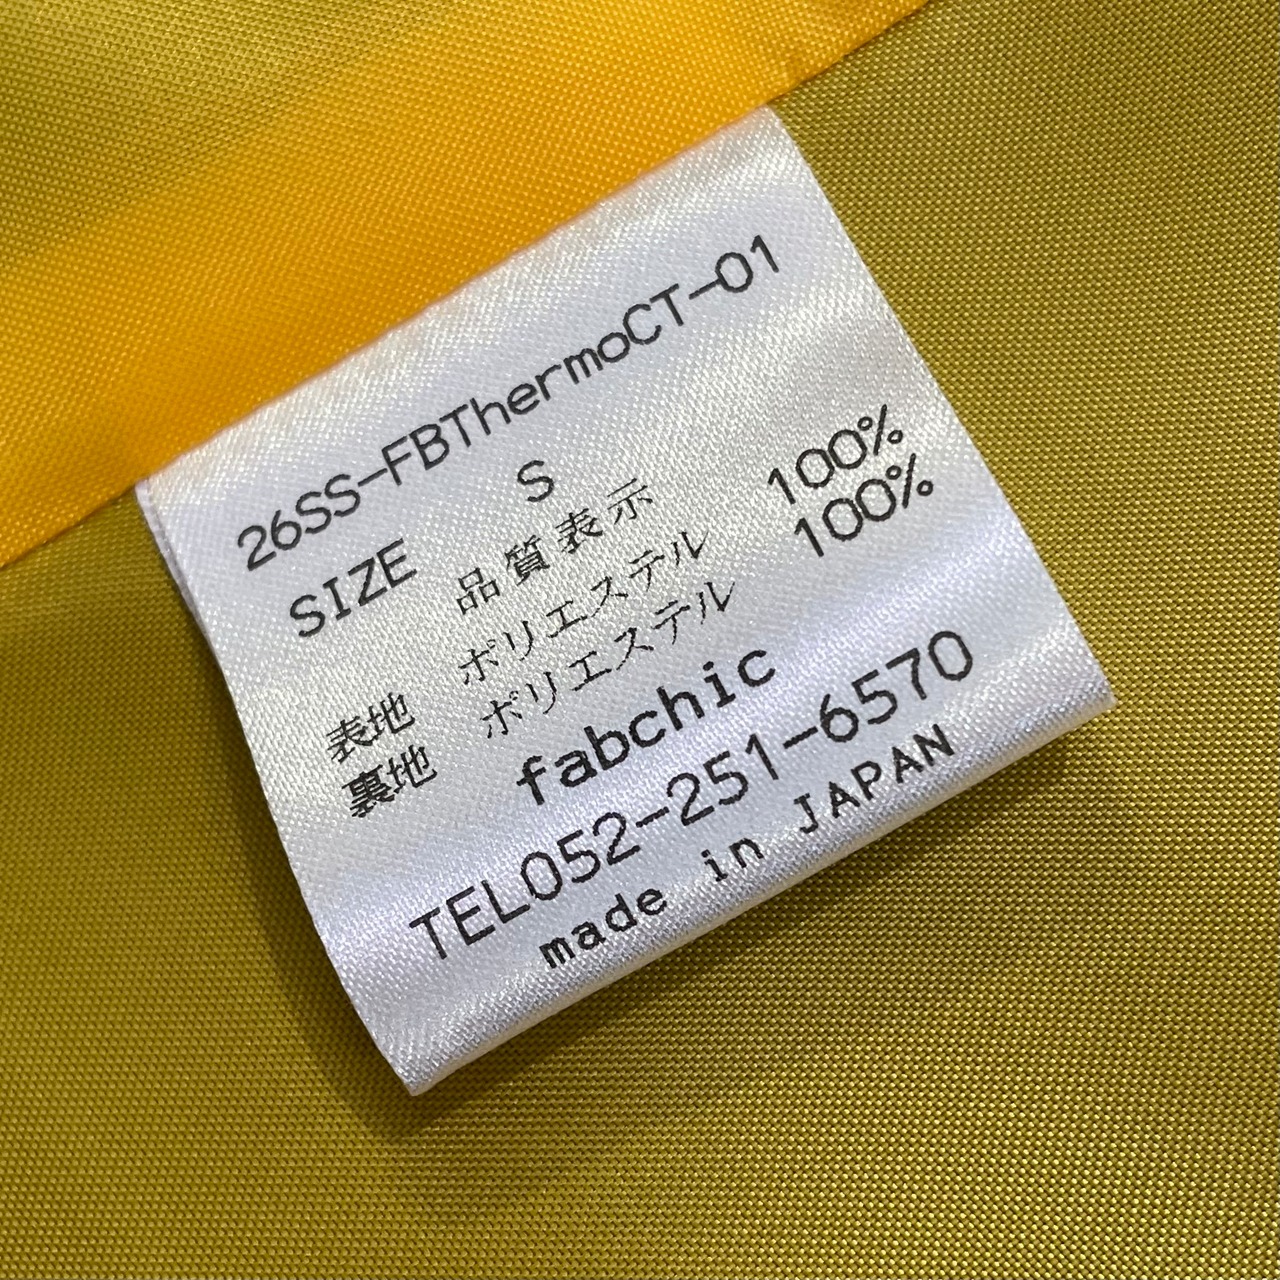 26SS-FBThermoCT-01
SIZE S
品質表示
表地 ポリエステル 100%
裏地 ポリエステル 100%
fabchic
TEL052-251-6570
made in JAPAN